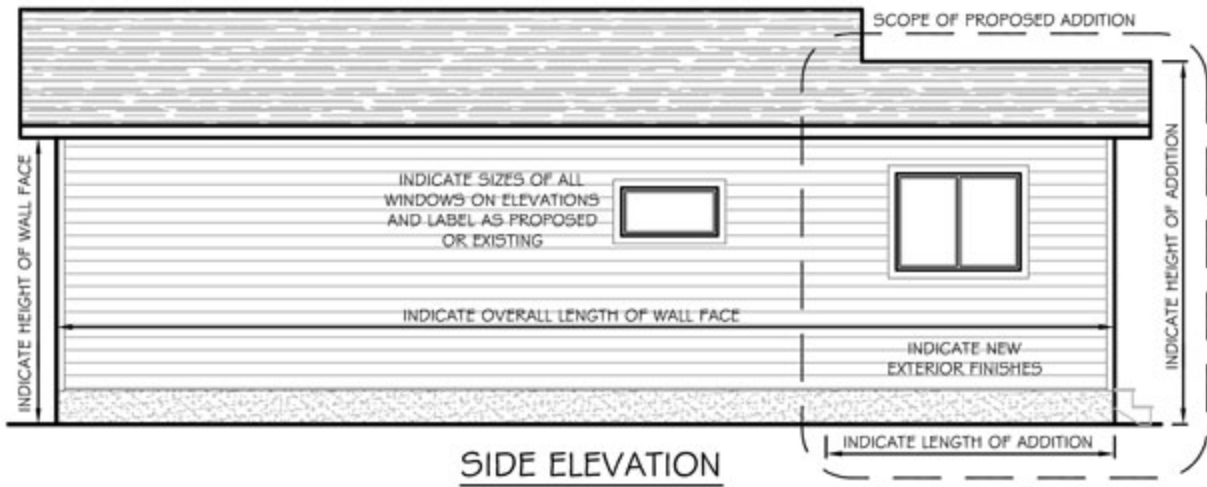 SCOPE OF PROPOSED ADDITION
INDICATE HEIGHT OF WALL FACE
INDICATE SIZES OF ALL
WINDOWS ON ELEVATIONS
AND LABEL AS PROPOSED
OR EXISTING
INDICATE HEIGHT OF ADDITION
INDICATE OVERALL LENGTH OF WALL FACE
INDICATE NEW
EXTERIOR FINISHES
INDICATE LENGTH OF ADDITION
SIDE ELEVATION